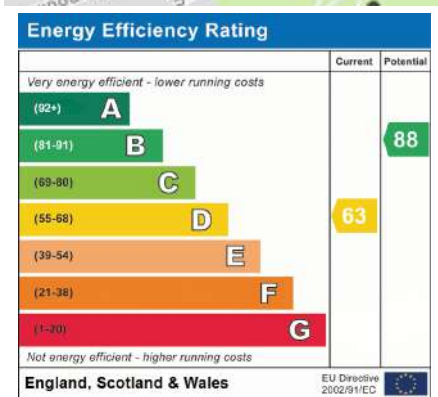 Energy Efficiency Rating
Current Potential
Very energy efficient - lower running costs
(92+) A
(81-91) B
88
(69-80) C
(55-68) D
63
(39-54) E
(21-38) F
(1-20) G
Not energy efficient - higher running costs
England, Scotland & Wales
EU Directive
2002/91/EC